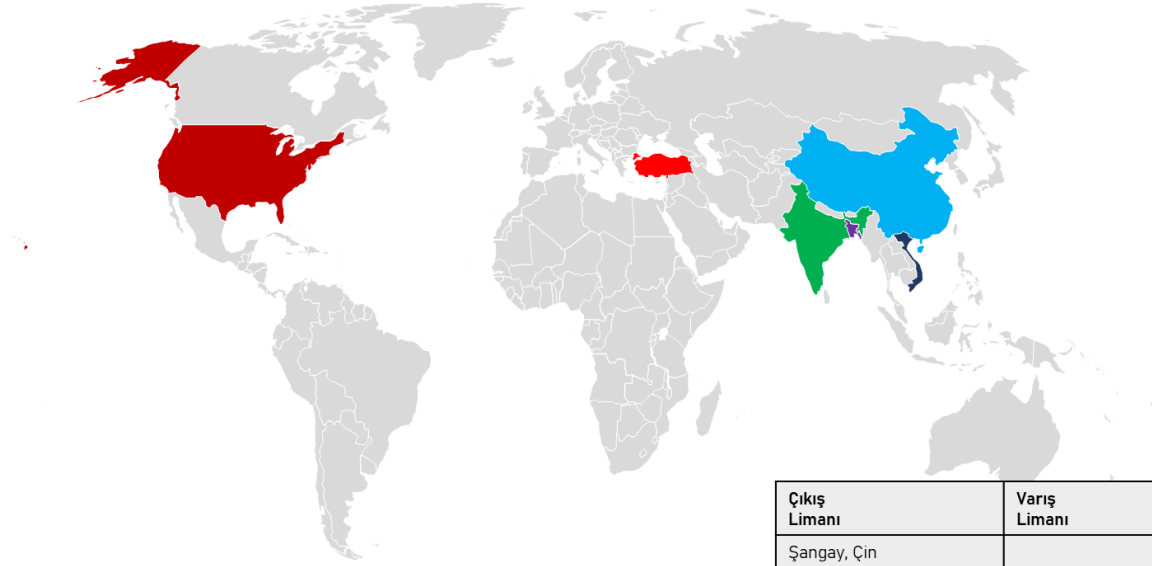 Çıkış
Limanı
Varış
Limanı
Şangay, Çin